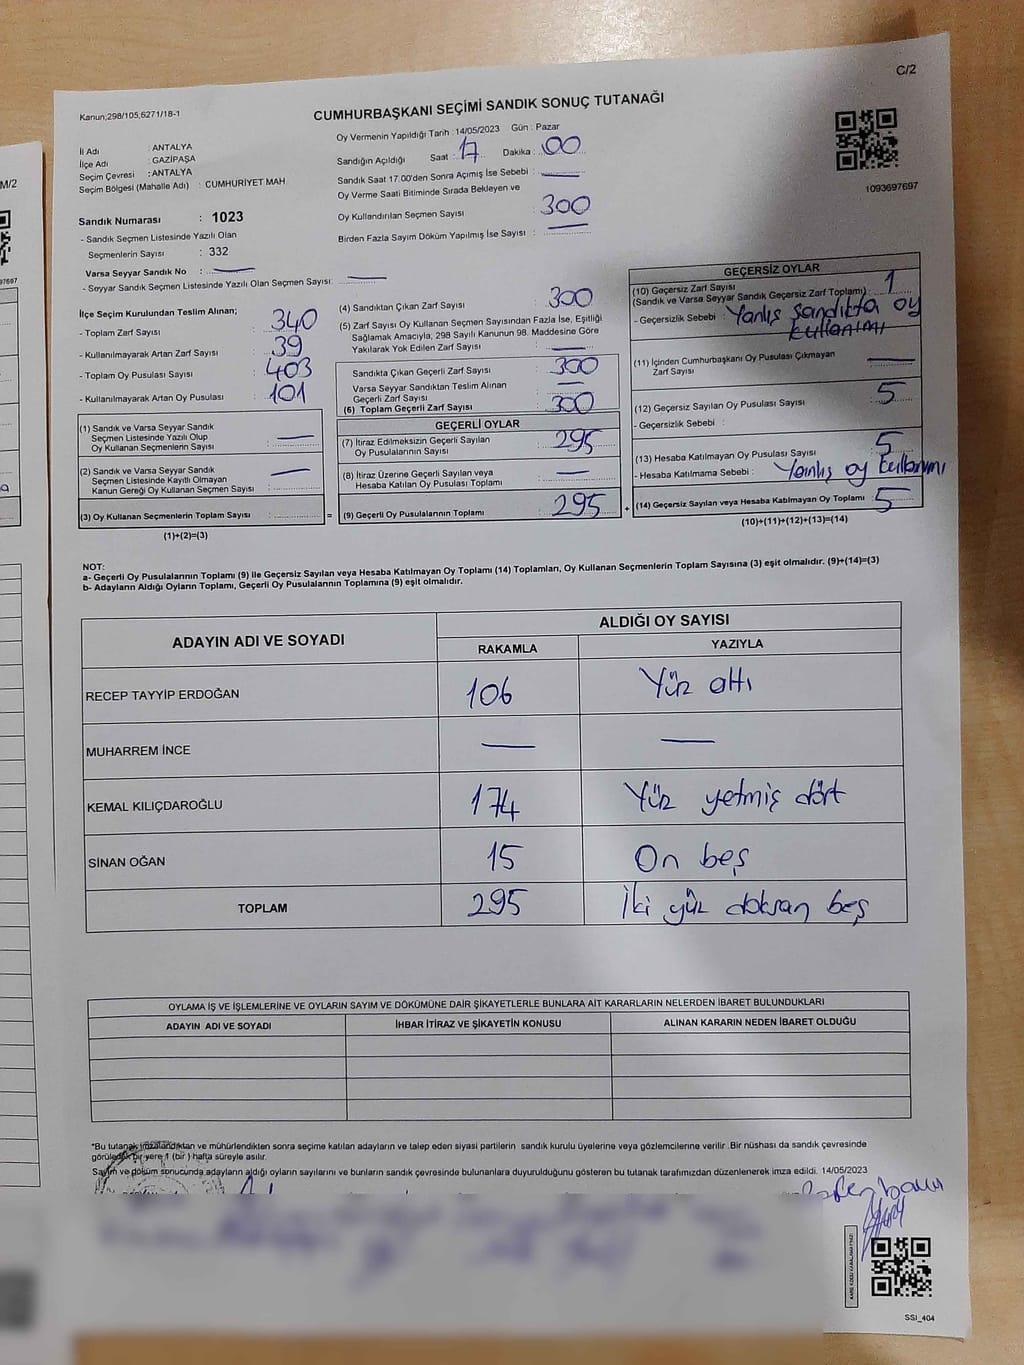 C/2
Kanun;298/105,6271/18-1
CUMHURBAŞKANI SEÇİMİ SANDIK SONUÇ TUTANAĞI
Oy Vermenin Yapıldığı Tarih : 14/05/2023 Gün : Pazar
İl Adı : ANTALYA
İlçe Adı : GAZİPAŞA
Seçim Çevresi : ANTALYA
Seçim Bölgesi (Mahalle Adı) : CUMHURİYET MAH
Sandık Numarası : 1023
- Sandık Seçmen Listesinde Yazılı Olan
Seçmenlerin Sayısı : 332
Varsa Seyyar Sandık No :
- Seyyar Sandık Seçmen Listesinde Yazılı Olan Seçmen Sayısı:
Sandığın Açıldığı Saat : 17 Dakika : 00
Sandık Saat 17.00'den Sonra Açımış İse Sebebi :
Oy Verme Saati Bitiminde Sırada Bekleyen ve
Oy Kullandırılan Seçmen Sayısı : 300
Birden Fazla Sayım Döküm Yapılmış İse Sayısı :
1093697697
İlçe Seçim Kurulundan Teslim Alınan;
- Toplam Zarf Sayısı : 340
- Kullanılmayarak Artan Zarf Sayısı : 39
- Toplam Oy Pusulası Sayısı : 403
- Kullanılmayarak Artan Oy Pusulası : 101
(1) Sandık ve Varsa Seyyar Sandık
Seçmen Listesinde Yazılı Olup
Oy Kullanan Seçmenlerin Sayısı :
(2) Sandık ve Varsa Seyyar Sandık
Seçmen Listesinde Kayıtlı Olmayan
Kanun Gereği Oy Kullanan Seçmen Sayısı :
(3) Oy Kullanan Seçmenlerin Toplam Sayısı : =
(1)+(2)=(3)
(4) Sandıktan Çıkan Zarf Sayısı : 300
(5) Zarf Sayısı Oy Kullanan Seçmen Sayısından Fazla İse, Eşitliği
Sağlamak Amacıyla, 298 Sayılı Kanunun 98. Maddesine Göre
Yakılarak Yok Edilen Zarf Sayısı :
Sandıkta Çıkan Geçerli Zarf Sayısı : 300
Varsa Seyyar Sandıktan Teslim Alınan
Geçerli Zarf Sayısı :
(6) Toplam Geçerli Zarf Sayısı : 300
GEÇERLİ OYLAR
(7) İtiraz Edilmeksizin Geçerli Sayılan
Oy Pusulasının Sayısı : 295
(8) İtiraz Üzerine Geçerli Sayılan veya
Hesaba Katılan Oy Pusulası Toplamı :
(9) Geçerli Oy Pusulalarının Toplamı : 295 +
GEÇERSİZ OYLAR
(10) Geçersiz Zarf Sayısı
(Sandık ve Varsa Seyyar Sandık Geçersiz Zarf Toplamı) : 1
- Geçersizlik Sebebi : Yanlış sandıkta oy
kullanımı
(11) İçinden Cumhurbaşkanı Oy Pusulası Çıkmayan
Zarf Sayısı :
(12) Geçersiz Sayılan Oy Pusulası Sayısı : 5
- Geçersizlik Sebebi :
(13) Hesaba Katılmayan Oy Pusulası Sayısı : 5
- Hesaba Katılmama Sebebi : Yanlış oy kullanımı
(14) Geçersiz Sayılan veya Hesaba Katılmayan Oy Toplamı : 5
(10)+(11)+(12)+(13)=(14)
NOT:
a- Geçerli Oy Pusulalarının Toplamı (9) ile Geçersiz Sayılan veya Hesaba Katılmayan Oy Toplamı (14) Toplamları, Oy Kullanan Seçmenlerin Toplam Sayısına (3) eşit olmalıdır. (9)+(14)=(3)
b- Adayların Aldığı Oyların Toplamı, Geçerli Oy Pusulalarının Toplamına (9) eşit olmalıdır.
ADAYIN ADI VE SOYADI ALDIĞI OY SAYISI
RAKAMLA YAZIYLA
RECEP TAYYİP ERDOĞAN 106 Yüz altı
MUHARREM İNCE
KEMAL KILIÇDAROĞLU 174 Yüz yetmiş dört
SİNAN OĞAN 15 On beş
TOPLAM 295 İki yüz doksan beş
OYLAMA İŞ VE İŞLEMLERİNE VE OYLARIN SAYIM VE DÖKÜMÜNE DAİR ŞİKAYETLERLE BUNLARA AİT KARARLARIN NELERDEN İBARET BULUNDUKLARI
ADAYIN ADI VE SOYADI İHBAR İTİRAZ VE ŞİKAYETİN KONUSU ALINAN KARARIN NEDEN İBARET OLDUĞU
*Bu tutanak imzalandıktan ve mühürlendikten sonra seçime katılan adayların ve talep eden siyasi partilerin sandık kurulu üyelerine veya gözlemcilerine verilir .Bir nüshası da sandık çevresinde
görülecek bir yere 1 (bir ) hafta süreyle asılır.
Sayım ve döküm sonucunda adayların aldığı oyların sayılarını ve bunların sandık çevresinde bulunanlara duyurulduğunu gösteren bu tutanak tarafımızdan düzenlenerek imza edildi. 14/05/2023
SSI_404
M/2